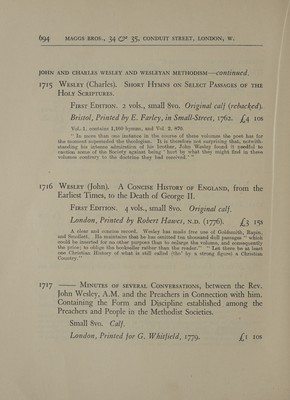 694 MAGGS BROS., 34 & 35, CONDUIT STREET, LONDON, W.
JOHN AND CHARLES WESLEY AND WESLEYAN METHODISM—continued.
1715 WESLEY (Charles). SHORT HYMNS ON SELECT PASSAGES OF THE
HOLY SCRIPTURES.
FIRST EDITION. 2 vols., small 8vo. Original calf (rebacked).
Bristol, Printed by E. Farley, in Small-Street, 1762. £4 10s
Vol. 1. contains 1,160 hymns, and Vol. 2, 870.
" In more than one instance in the course of these volumes the poet has for
the moment superseded the theologian. It is therefore not surprising that, notwith-
standing his intense admiration of his brother, John Wesley found it needful to
caution some of the Society against being ' hurt by what they might find in these
volumes contrary to the doctrine they had received.' "
1716 WESLEY (John). A CONCISE HISTORY OF ENGLAND, from the
Earliest Times, to the Death of George II.
FIRST EDITION. 4 vols., small 8vo. Original calf.
London, Printed by Robert Hawes, N.D. (1776). £3 15s
A clear and concise record. Wesley has made free use of Goldsmith, Rapin,
and Smollett. He maintains that he has omitted ten thousand dull passages " which
could be inserted for no other purpose than to enlarge the volume, and consequently
the price; to oblige the bookseller rather than the reader." " Let there be at least
one Christian History of what is still called (tho' by a strong figure) a Christian
Country."
1717 —— MINUTES OF SEVERAL CONVERSATIONS, between the Rev.
John Wesley, A.M. and the Preachers in Connection with him.
Containing the Form and Discipline established among the
Preachers and People in the Methodist Societies.
Small 8vo. Calf.
London, Printed for G. Whitfield, 1779. £1 10s